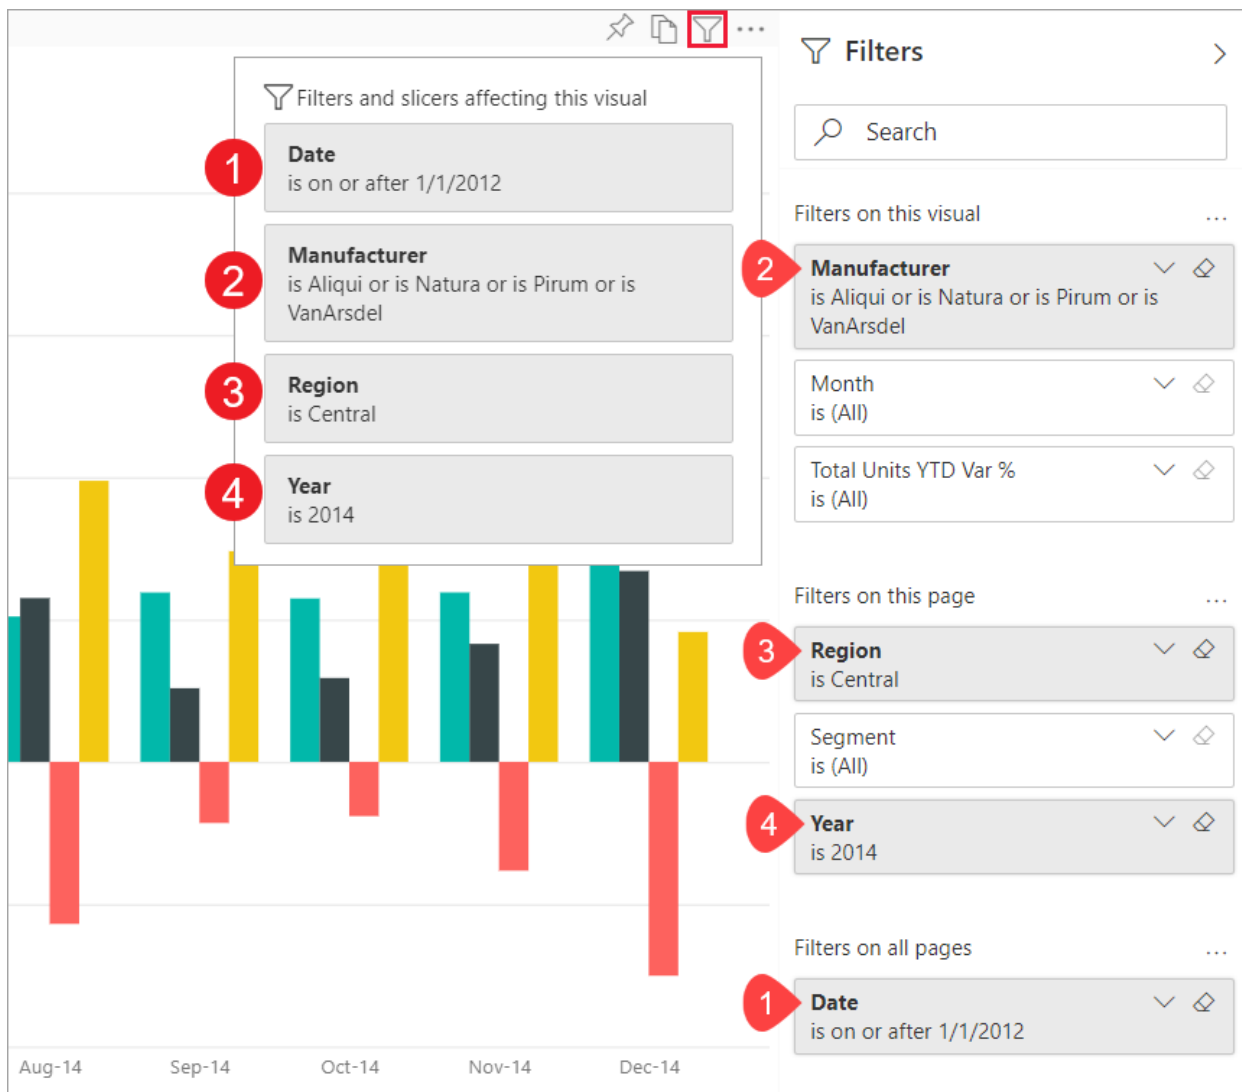 Filters and slicers affecting this visual
1
Date
is on or after 1/1/2012
2
Manufacturer
is Aliqui or is Natura or is Pirum or is
VanArsdel
3
Region
is Central
4
Year
is 2014
Aug-14
Sep-14
Oct-14
Nov-14
Dec-14
Filters
Search
Filters on this visual
...
2
Manufacturer
is Aliqui or is Natura or is Pirum or is
VanArsdel
Month
is (All)
Total Units YTD Var %
is (All)
Filters on this page
...
3
Region
is Central
Segment
is (All)
4
Year
is 2014
Filters on all pages
...
1
Date
is on or after 1/1/2012